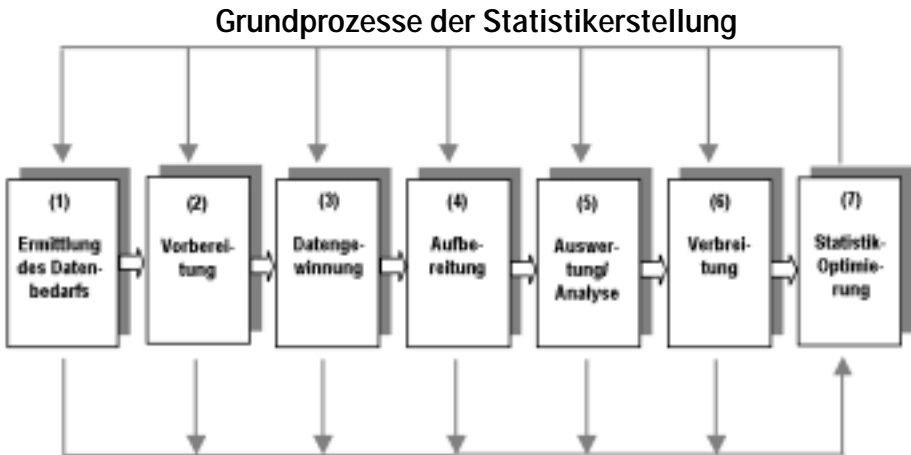 Grundprozesse der Statistikerstellung
(1)
Ermittlung
des Daten-
bedarfs
(2)
Vorberei-
tung
(3)
Datenge-
winnung
(4)
Aufbe-
reitung
(5)
Auswer-
tung/
Analyse
(6)
Verbrei-
tung
(7)
Statistik-
Optimie-
rung